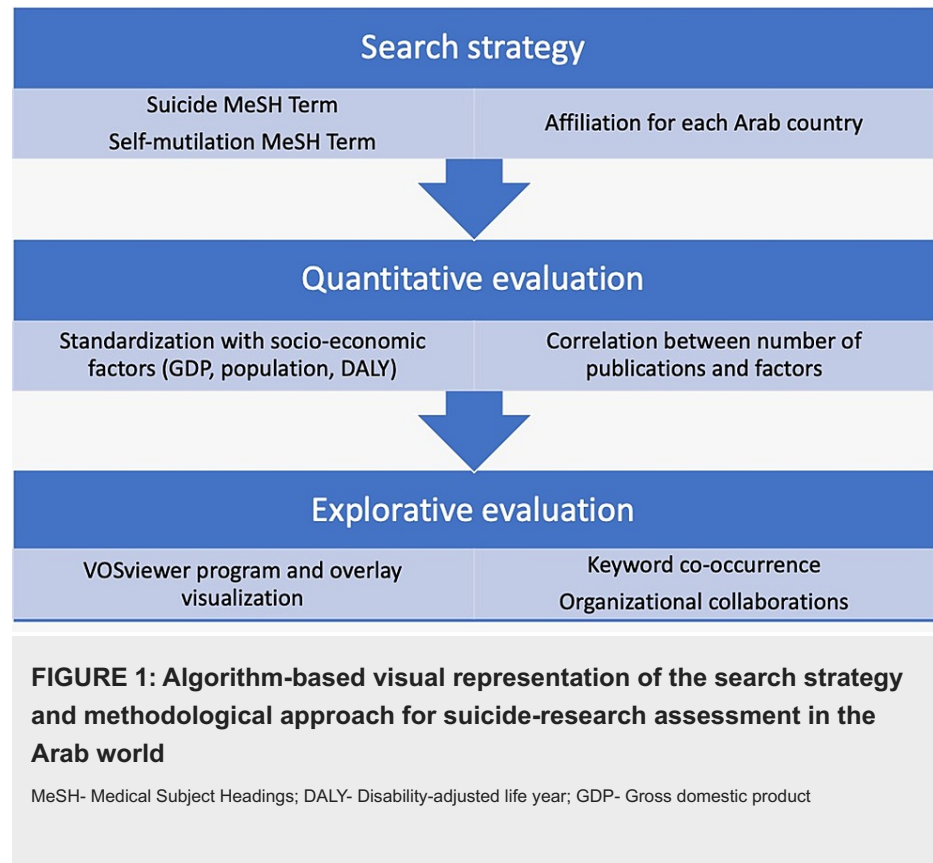 Search strategy
Suicide MeSH Term
Self-mutilation MeSH Term
Affiliation for each Arab country
Quantitative evaluation
Standardization with socio-economic
factors (GDP, population, DALY)
Correlation between number of
publications and factors
Explorative evaluation
VOSviewer program and overlay
visualization
Keyword co-occurrence
Organizational collaborations
FIGURE 1: Algorithm-based visual representation of the search strategy
and methodological approach for suicide-research assessment in the
Arab world
MeSH- Medical Subject Headings; DALY- Disability-adjusted life year; GDP- Gross domestic product